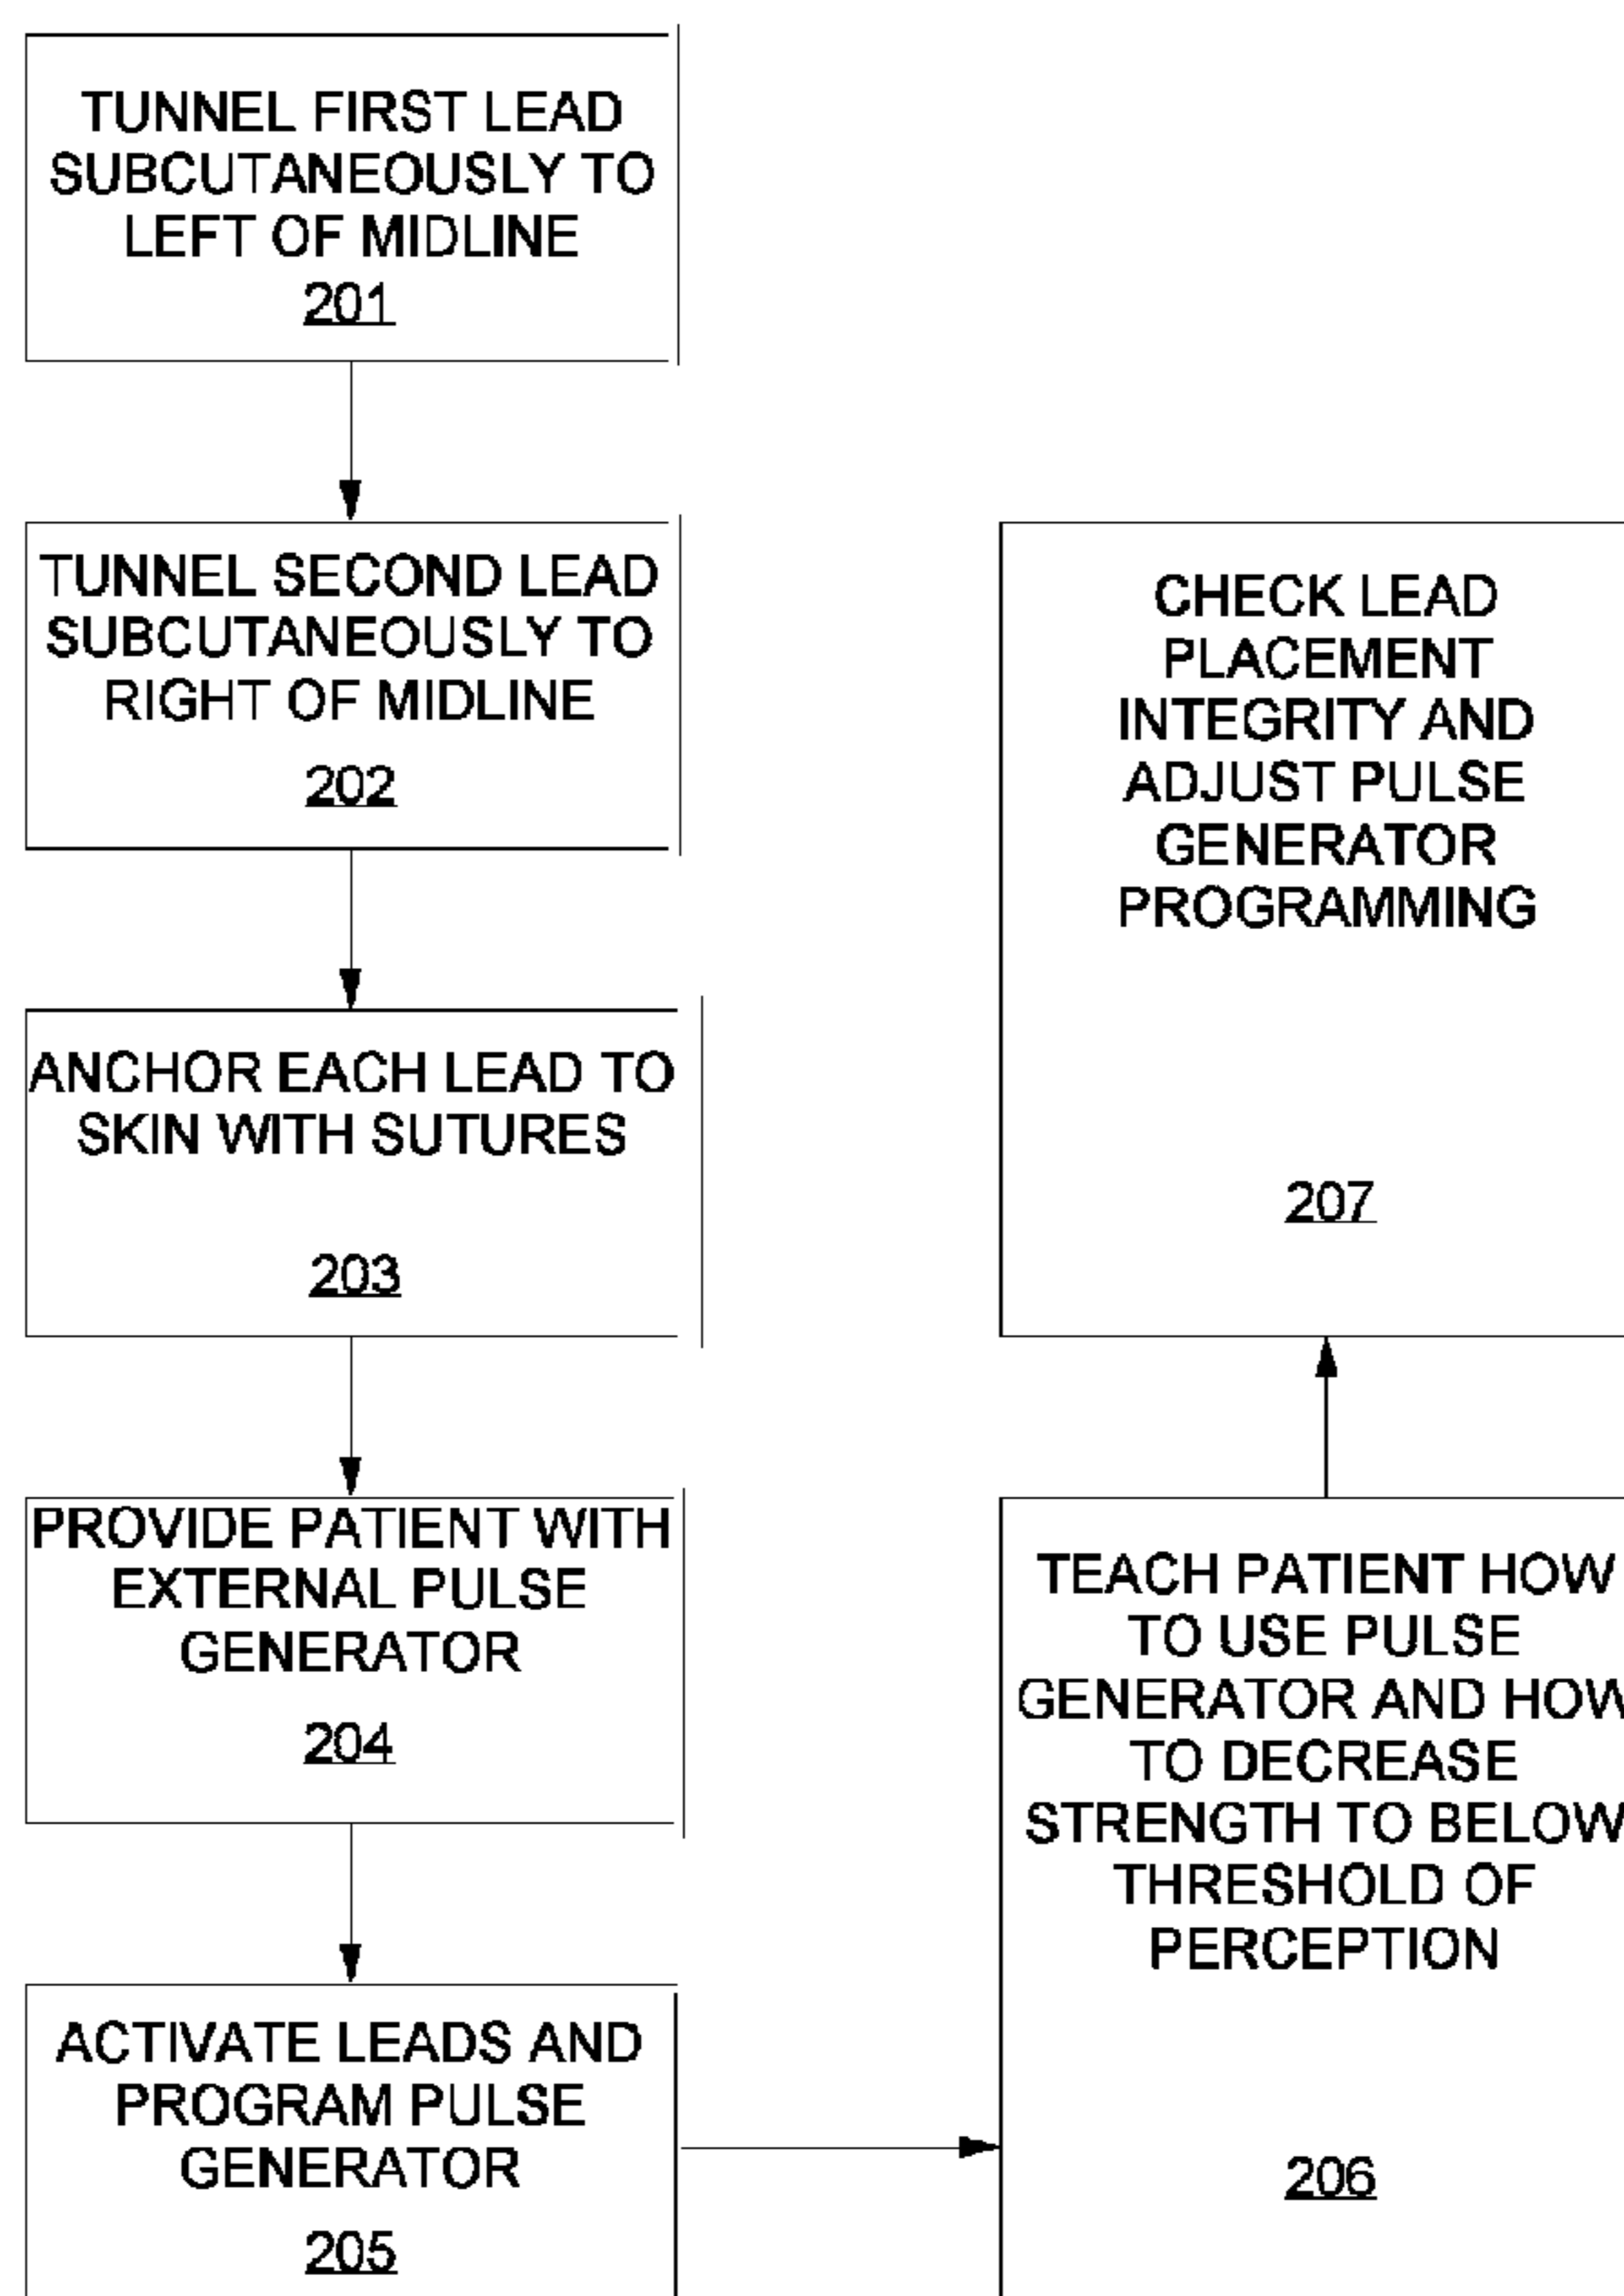 TUNNEL FIRST LEAD
SUBCUTANEOUSLY TO
LEFT OF MIDLINE
201
TUNNEL SECOND LEAD
SUBCUTANEOUSLY TO
RIGHT OF MIDLINE
202
ANCHOR EACH LEAD TO
SKIN WITH SUTURES
203
PROVIDE PATIENT WITH
EXTERNAL PULSE
GENERATOR
204
ACTIVATE LEADS AND
PROGRAM PULSE
GENERATOR
205
TEACH PATIENT HOW
TO USE PULSE
GENERATOR AND HOW
TO DECREASE
STRENGTH TO BELOW
THRESHOLD OF
PERCEPTION
206
CHECK LEAD
PLACEMENT
INTEGRITY AND
ADJUST PULSE
GENERATOR
PROGRAMMING
207